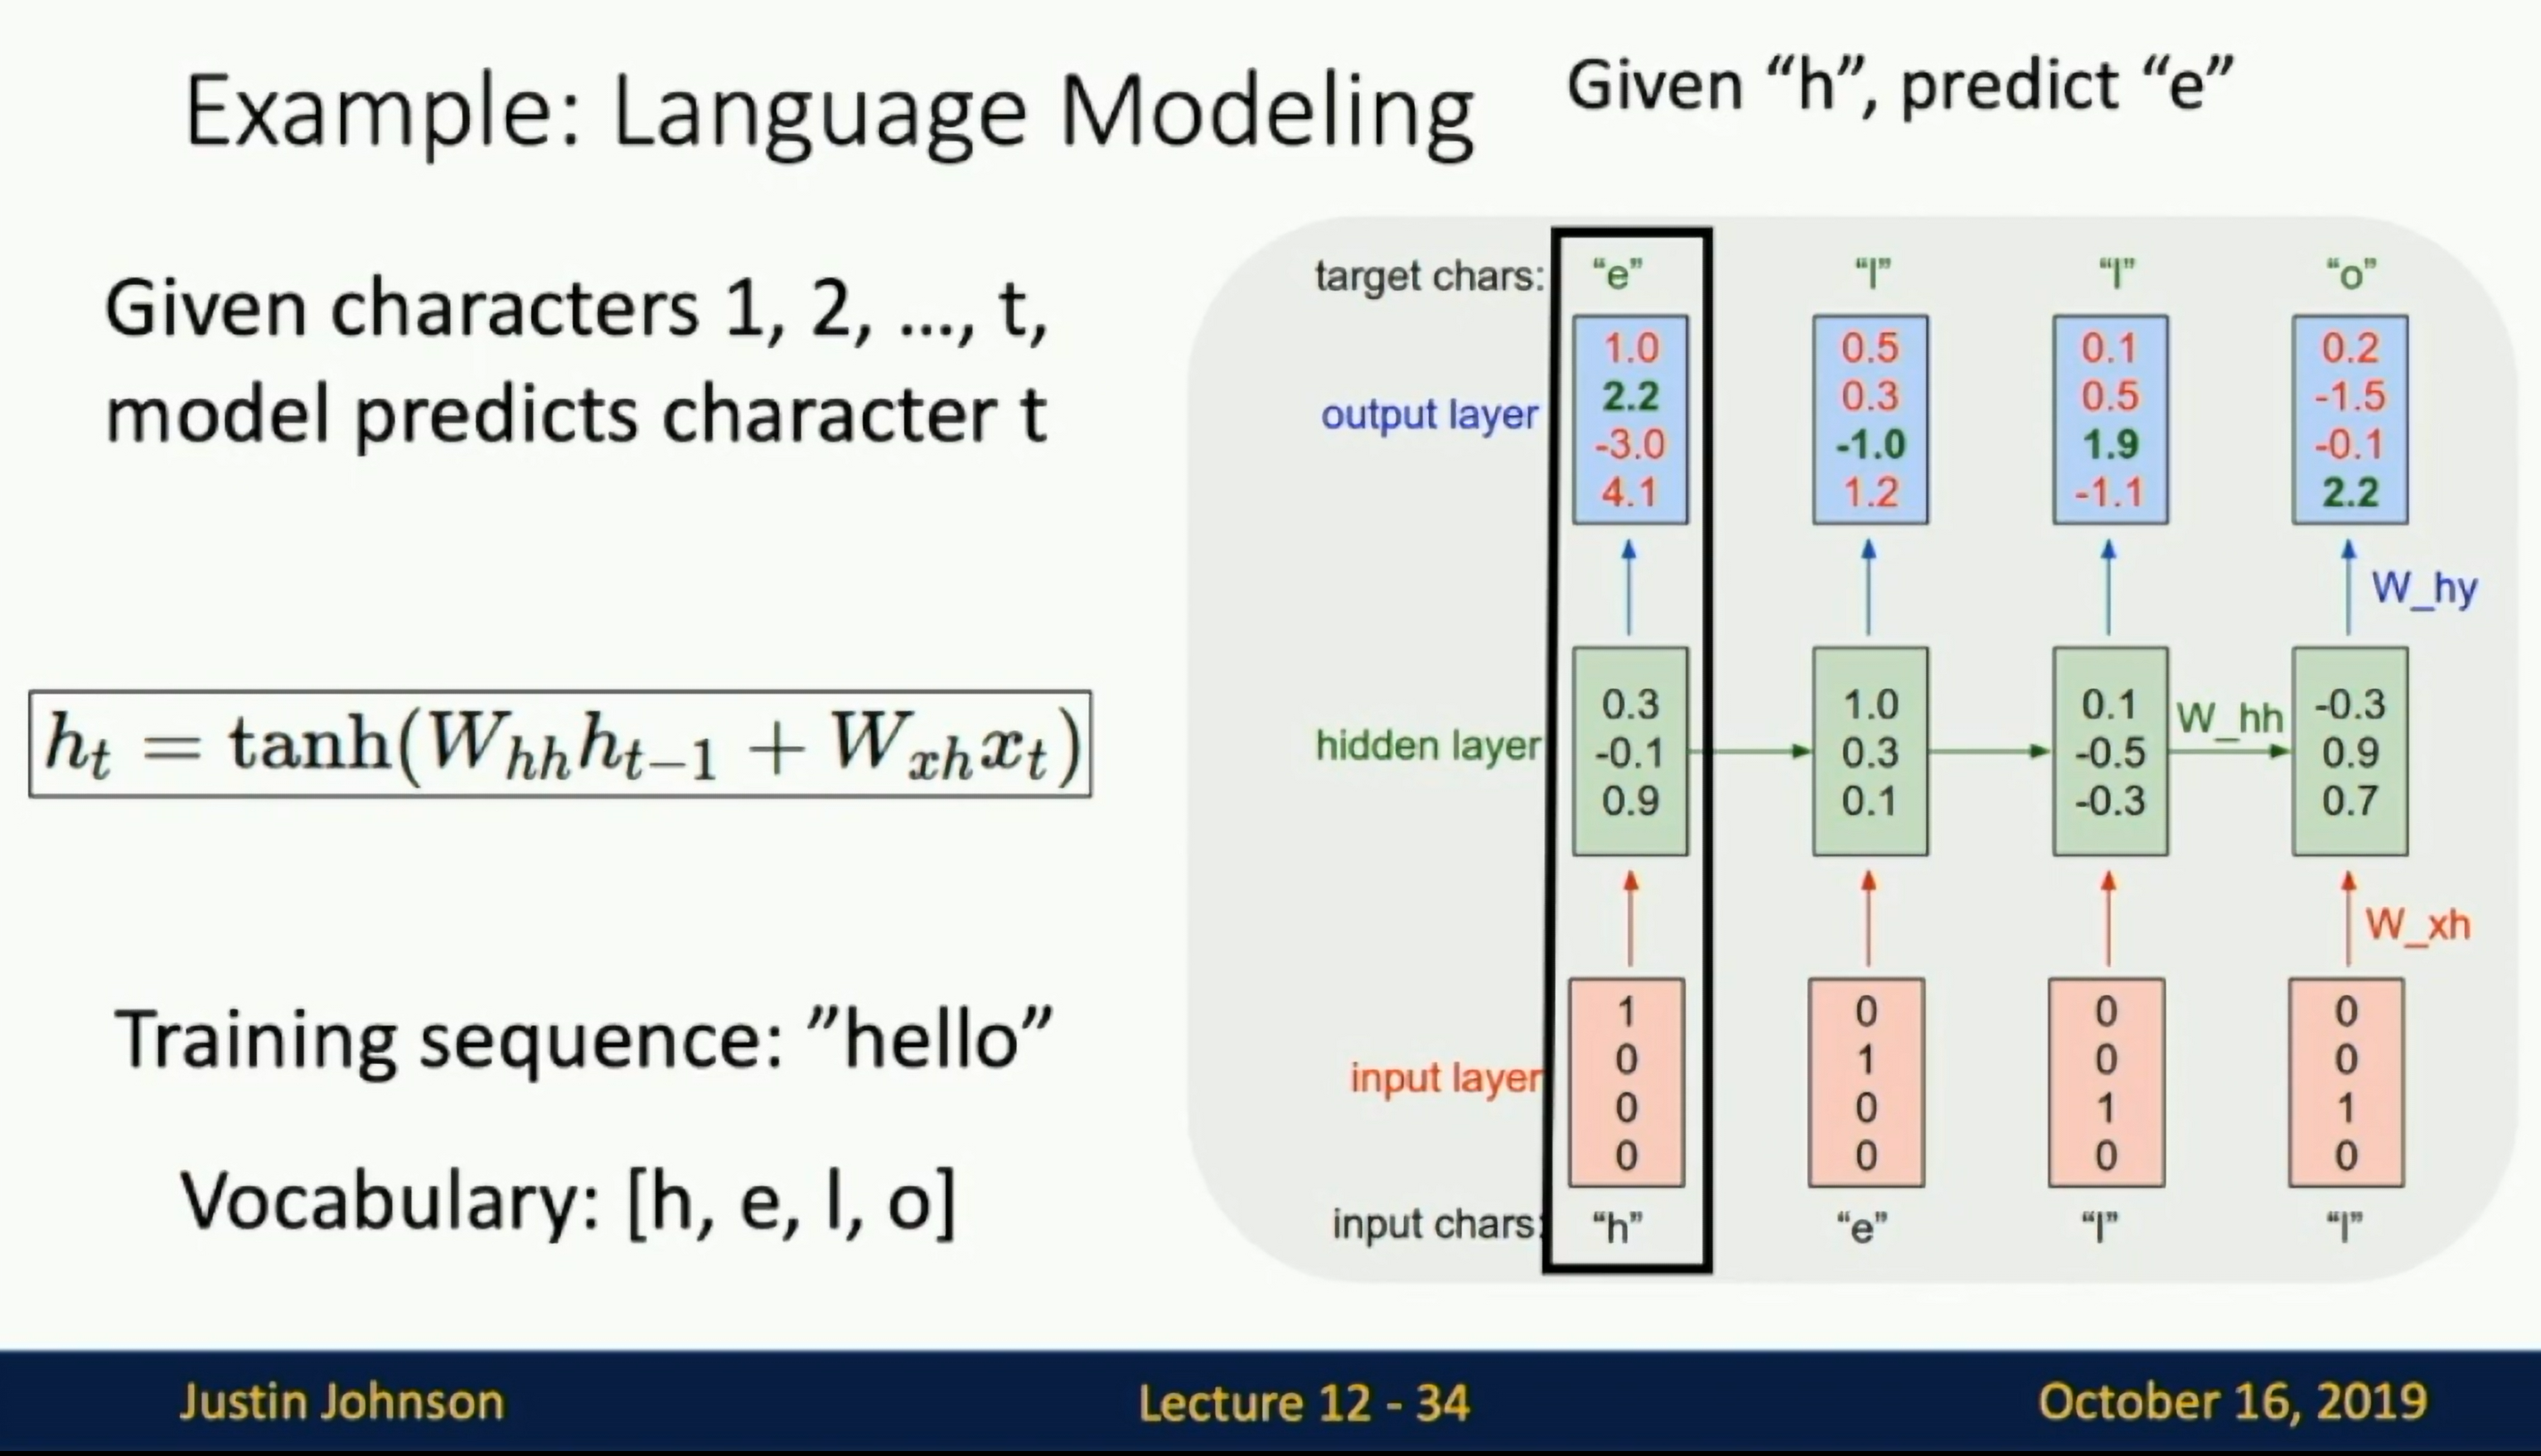 Example: Language Modeling
Given “h”, predict “e”
Given characters 1, 2, ..., t,
model predicts character t
h_t = tanh(W_{hh}h_{t-1} + W_{xh}x_t)
Training sequence: ”hello”
Vocabulary: [h, e, l, o]
target chars: “e” “l” “l” “o”
output layer
1.0 0.5 0.1 0.2
2.2 0.3 0.5 -1.5
-3.0 -1.0 1.9 -0.1
4.1 1.2 -1.1 2.2
W_hy
hidden layer
0.3 1.0 0.1 -0.3
-0.1 0.3 -0.5 0.9
0.9 0.1 -0.3 0.7
W_hh
W_xh
input layer
1 0 0 0
0 1 0 0
0 0 1 1
0 0 0 0
input chars: “h” “e” “l” “l”
Justin Johnson
Lecture 12 - 34
October 16, 2019